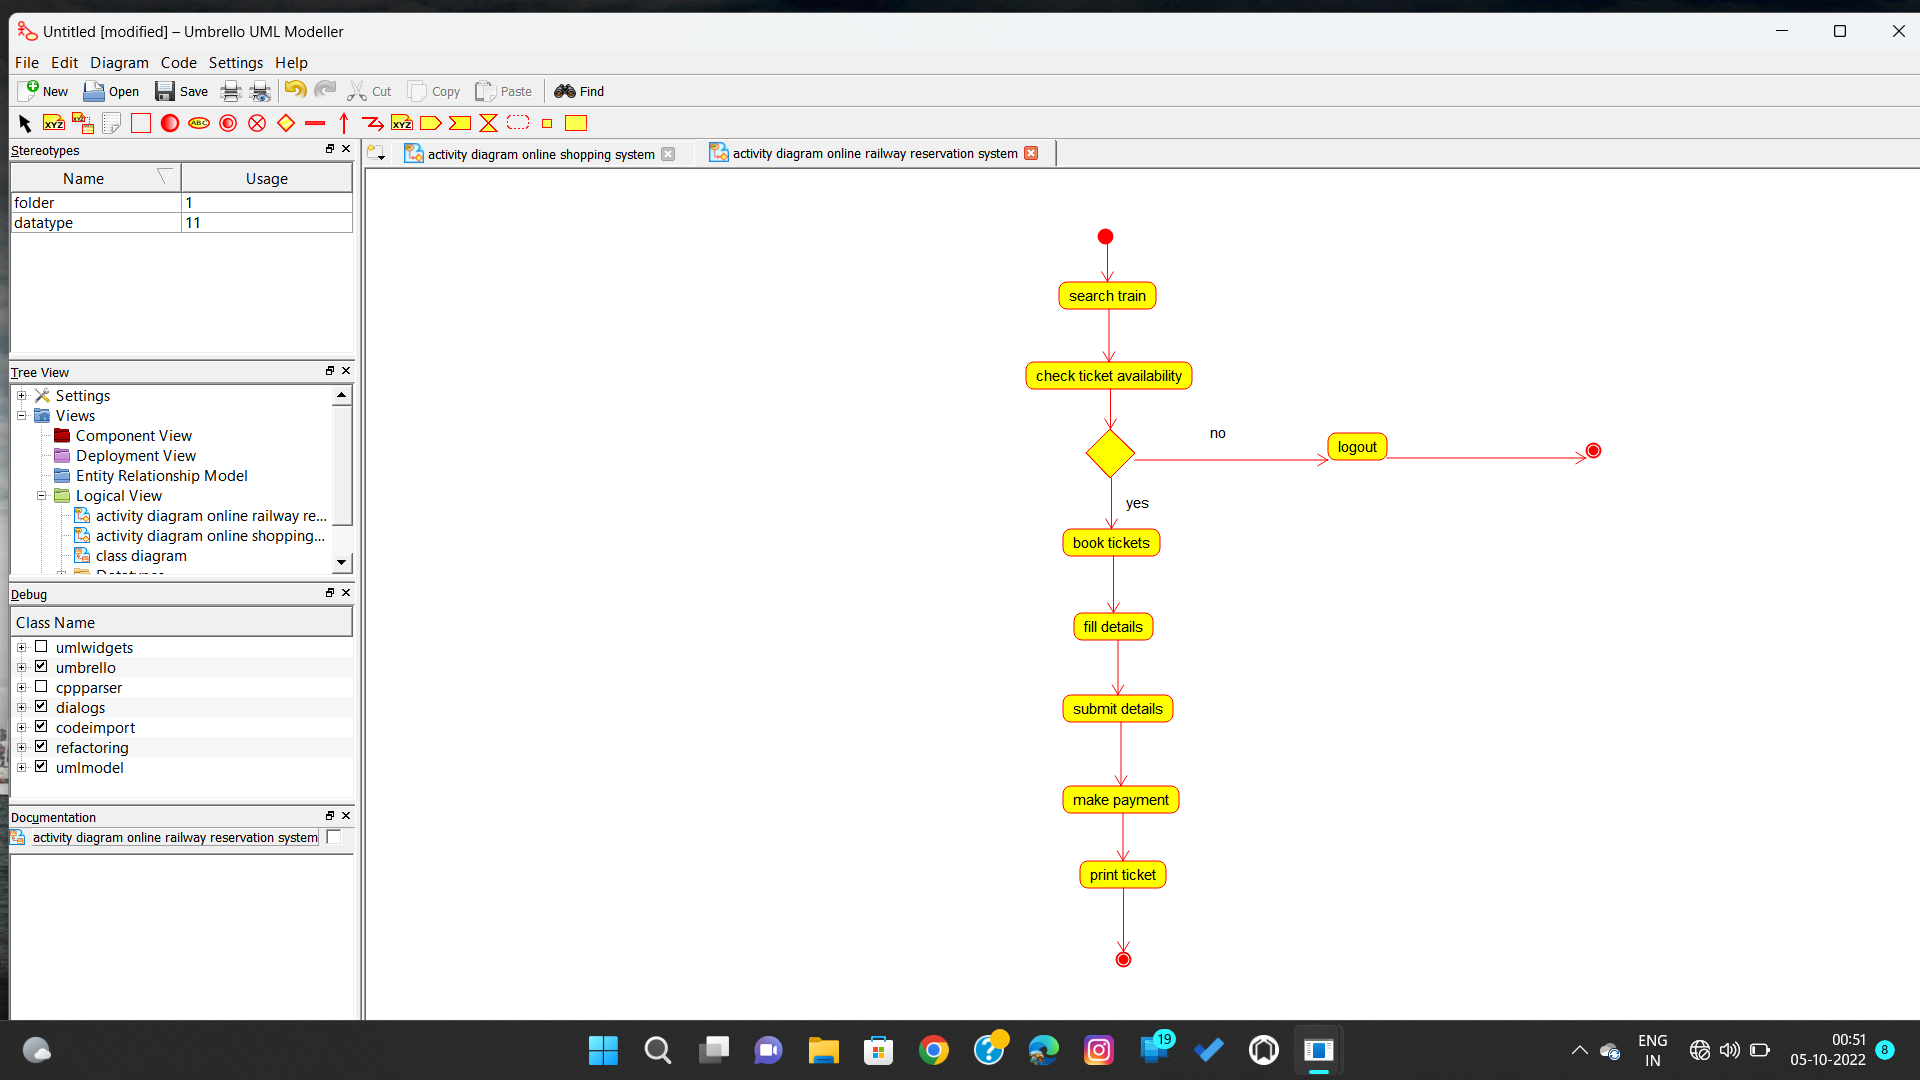 Untitled [modified] – Umbrello UML Modeller
File Edit Diagram Code Settings Help
New Open Save Cut Copy Paste Find
XYZ XYZ ABC XYZ
Stereotypes
Name Usage
folder 1
datatype 11
Tree View
Settings
Views
Component View
Deployment View
Entity Relationship Model
Logical View
activity diagram online railway re...
activity diagram online shopping...
class diagram
Debug
Class Name
umlwidgets
umbrello
cppparser
dialogs
codeimport
refactoring
umlmodel
Documentation
activity diagram online railway reservation system
activity diagram online shopping system
activity diagram online railway reservation system
search train
check ticket availability
no
logout
yes
book tickets
fill details
submit details
make payment
print ticket
19
ENG
IN
00:51
05-10-2022
8